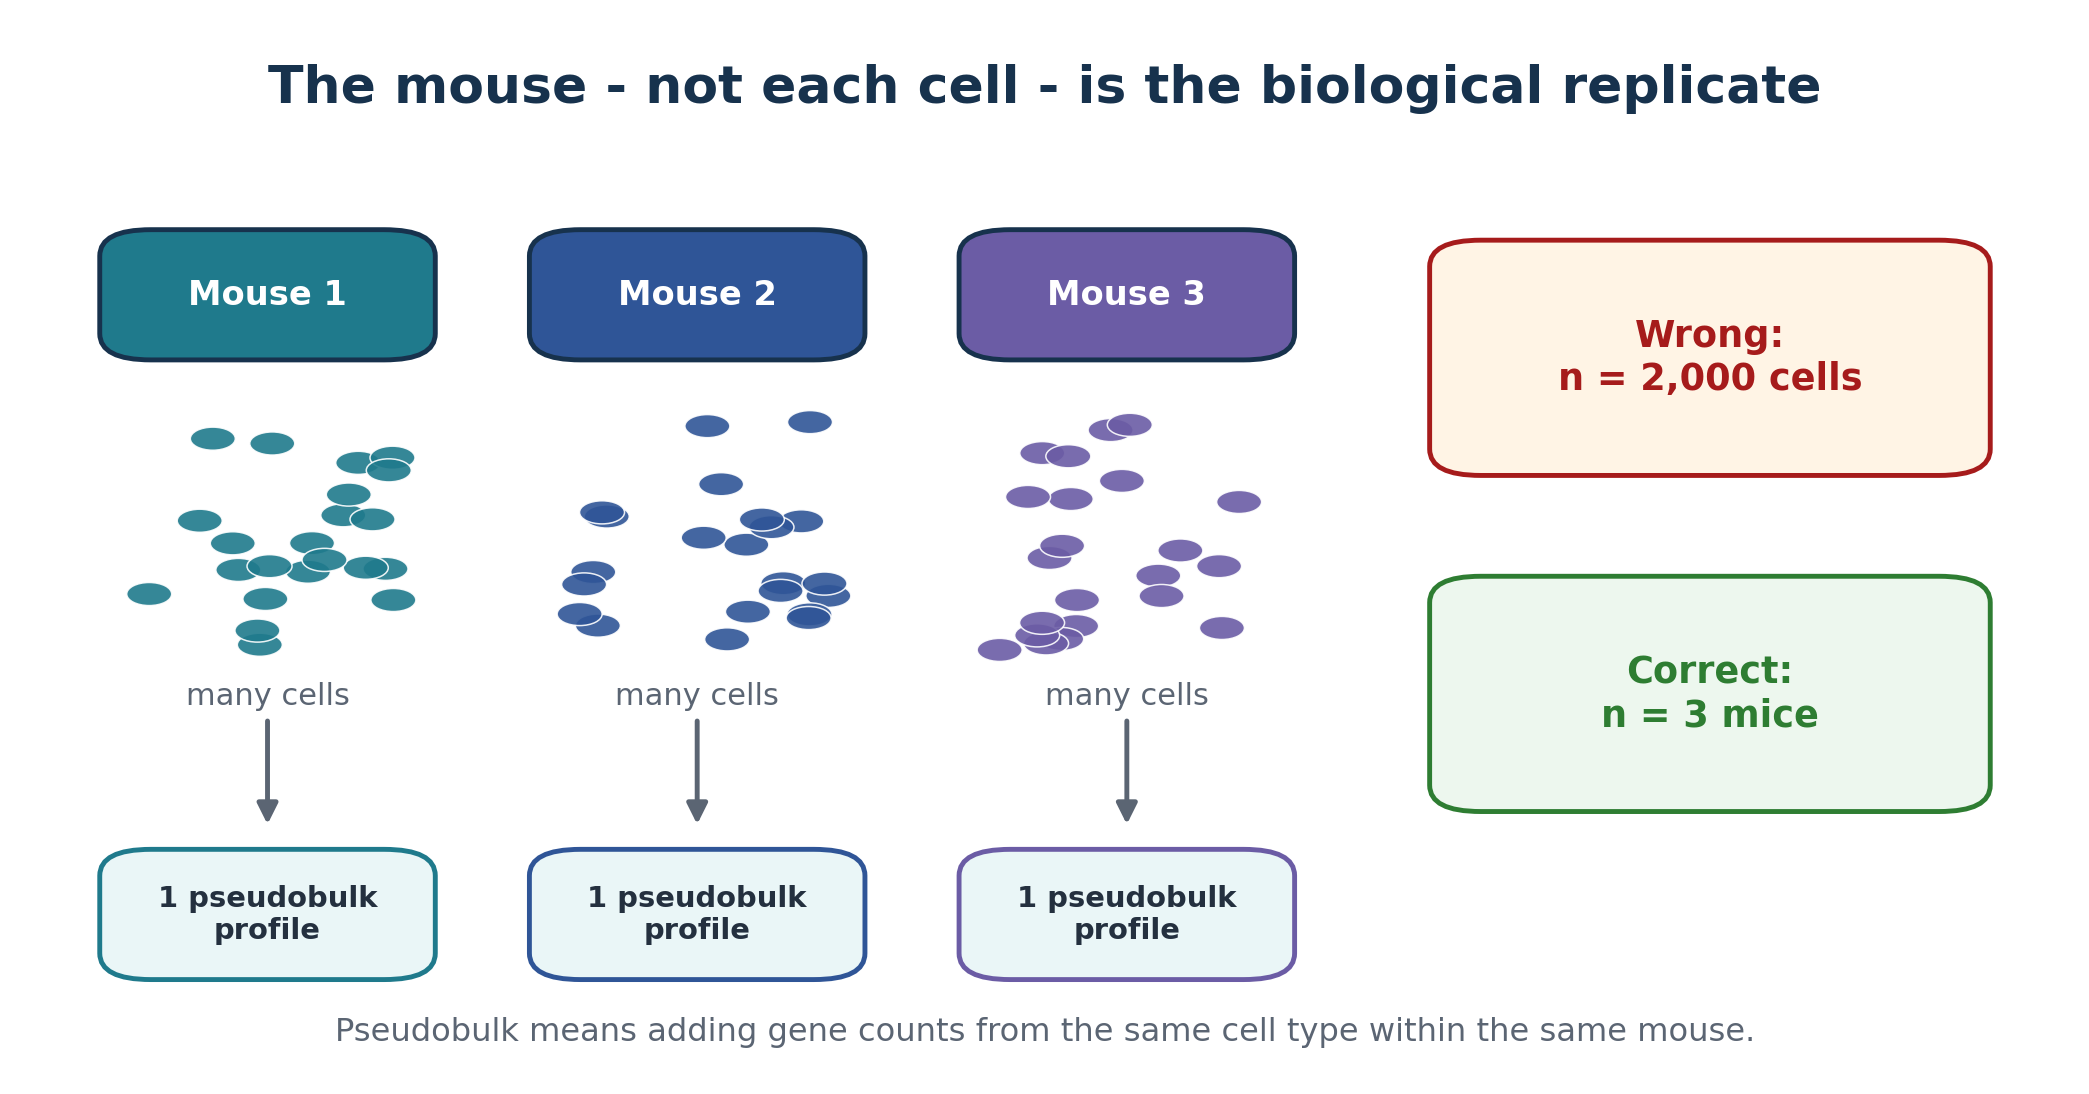 The mouse - not each cell - is the biological replicate
Mouse 1
Mouse 2
Mouse 3
Wrong:
n = 2,000 cells
many cells
many cells
many cells
Correct:
n = 3 mice
1 pseudobulk
profile
1 pseudobulk
profile
1 pseudobulk
profile
Pseudobulk means adding gene counts from the same cell type within the same mouse.